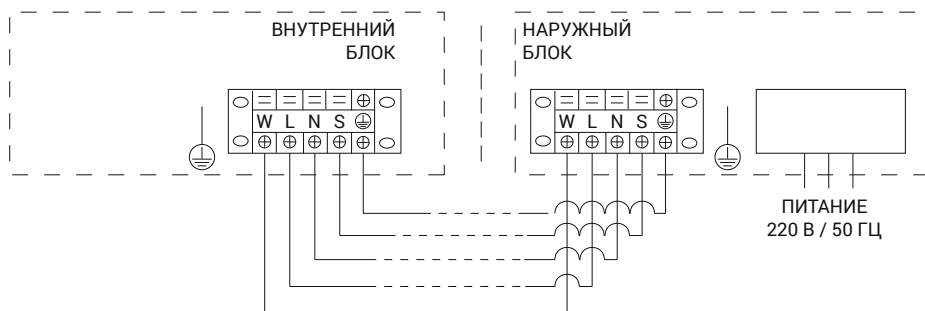 ВНУТРЕННИЙ
БЛОК
НАРУЖНЫЙ
БЛОК
W L N S
W L N S
ПИТАНИЕ
220 В / 50 ГЦ